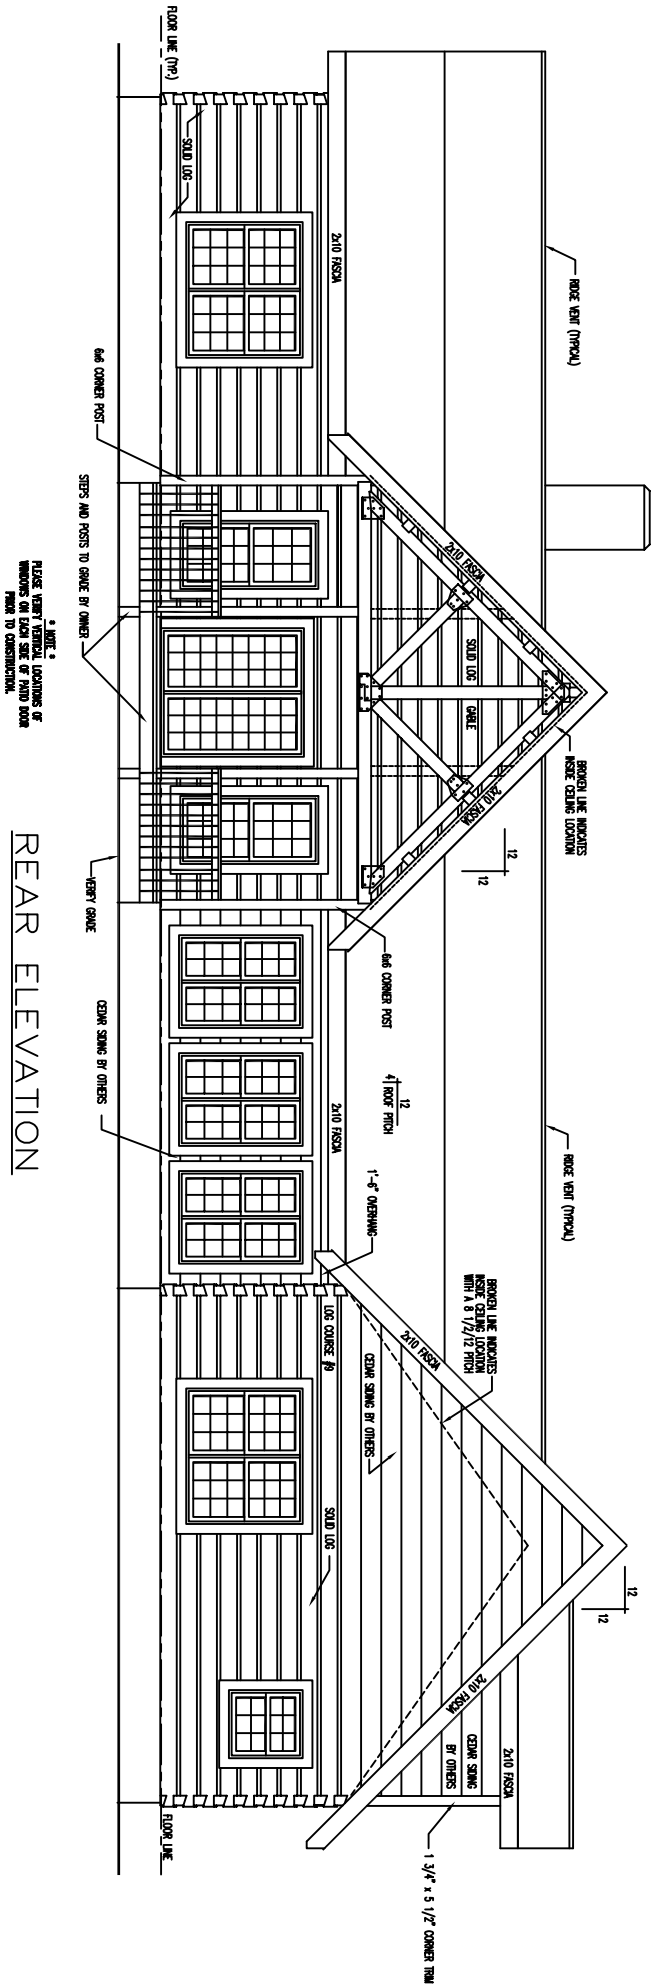 RIDGE VENT (TYPICAL)
RIDGE VENT (TYPICAL)
12
12
12
12
BROKEN LINE INDICATES
INSIDE CEILING LOCATION
2x10 FASCIA
2x10 FASCIA
SOLID LOG
GABLE
BROKEN LINE INDICATES
INSIDE CEILING LOCATION
WITH A 8 1/2/12 PITCH
2x10 FASCIA
2x10 FASCIA
2x10 FASCIA
CEDAR SIDING
BY OTHERS
1 3/4" x 5 1/2" CORNER TRIM
12
4 ROOF PITCH
6x6 CORNER POST
1'-6" OVERHANG
CEDAR SIDING BY OTHERS
2x10 FASCIA
2x10 FASCIA
LOG COURSE #9
SOLID LOG
SOLID LOG
FLOOR LINE (TYP.)
FLOOR LINE
6x6 CORNER POST
STEPS AND POSTS TO GRADE BY OWNER
VERIFY GRADE
CEDAR SIDING BY OTHERS
* NOTE *
PLEASE VERIFY VERTICAL LOCATIONS OF
WINDOWS ON EACH SIDE OF PATIO DOOR
PRIOR TO CONSTRUCTION.
REAR ELEVATION